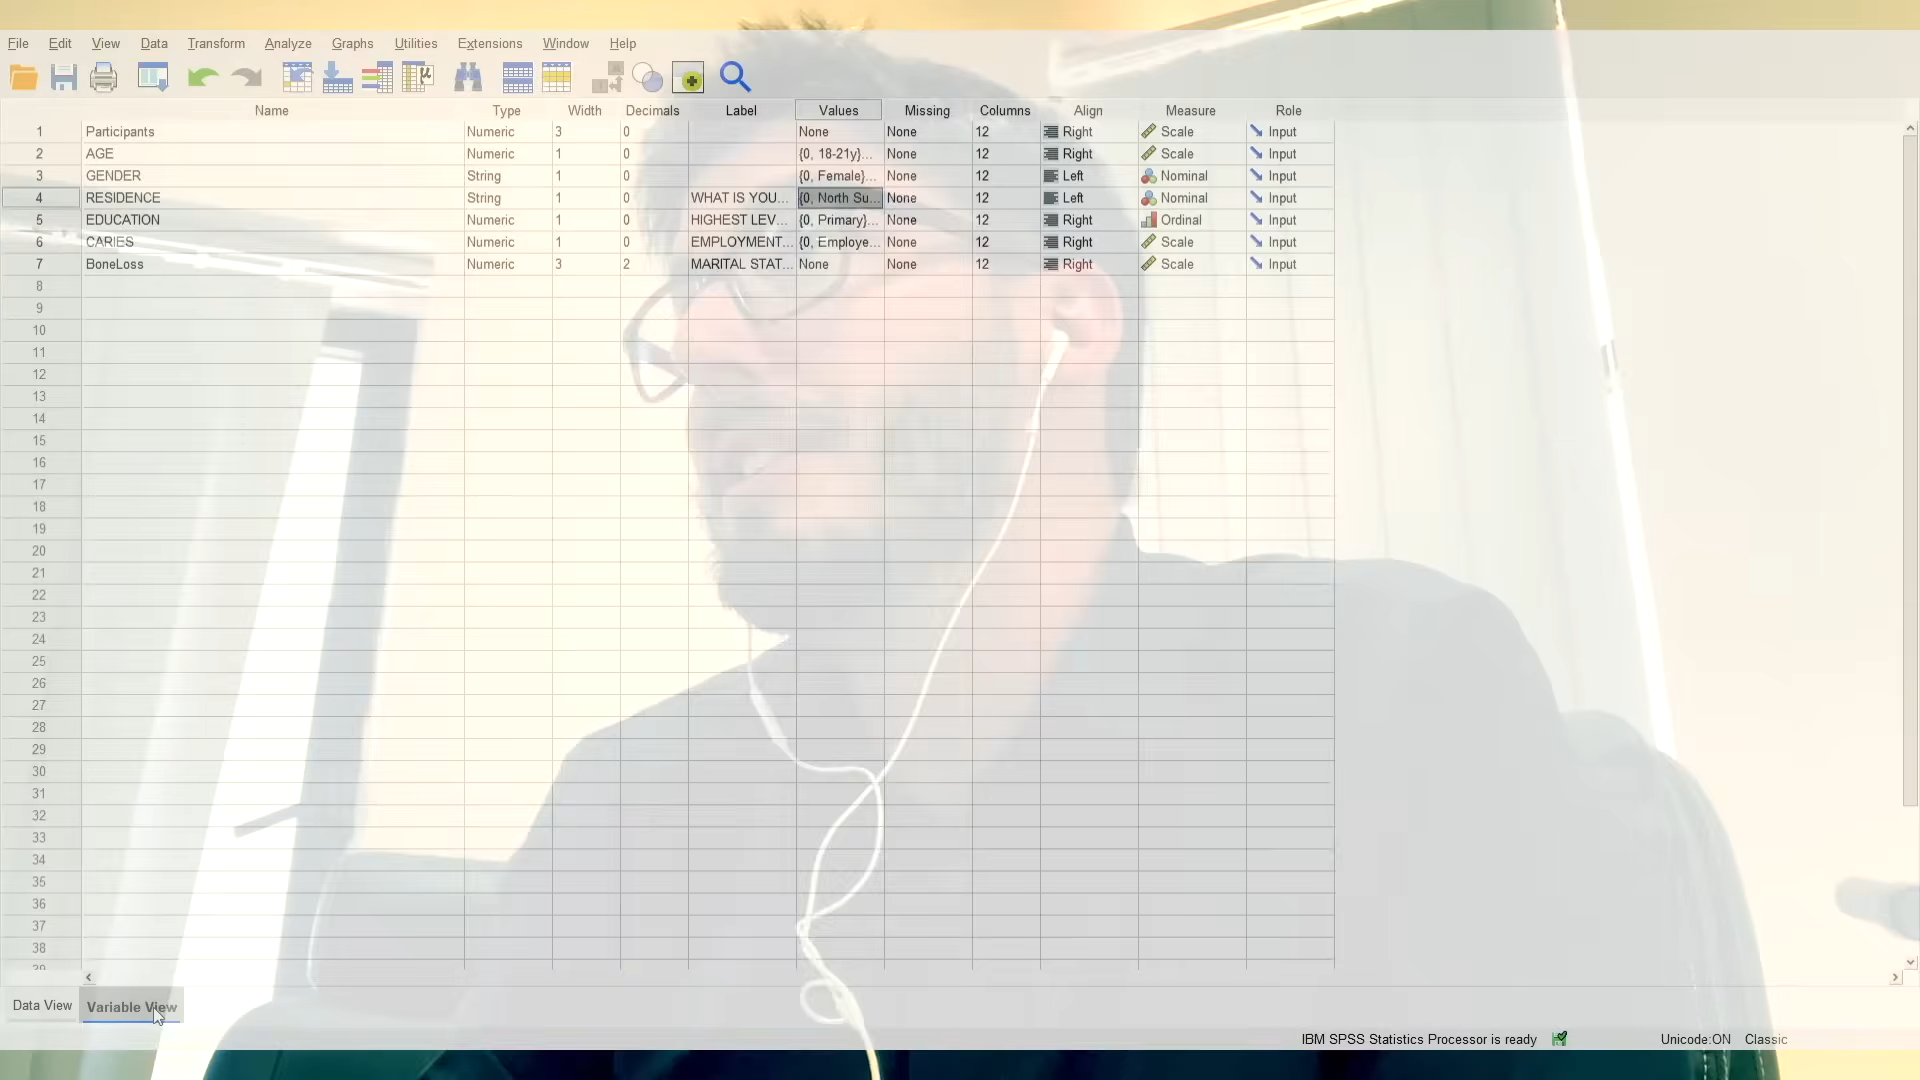 File Edit View Data Transform Analyze Graphs Utilities Extensions Window Help
Name Type Width Decimals Label Values Missing Columns Align Measure Role
1 Participants Numeric 3 0 None None 12 Right Scale Input
2 AGE Numeric 1 0 {0, 18-21y}... None 12 Right Scale Input
3 GENDER String 1 0 {0, Female}... None 12 Left Nominal Input
4 RESIDENCE String 1 0 WHAT IS YOU... {0, North Su... None 12 Left Nominal Input
5 EDUCATION Numeric 1 0 HIGHEST LEV... {0, Primary}... None 12 Right Ordinal Input
6 CARIES Numeric 1 0 EMPLOYMENT... {0, Employe... None 12 Right Scale Input
7 BoneLoss Numeric 3 2 MARITAL STAT... None None 12 Right Scale Input
8
9
10
11
12
13
14
15
16
17
18
19
20
21
22
23
24
25
26
27
28
29
30
31
32
33
34
35
36
37
38
39
Data View Variable View
IBM SPSS Statistics Processor is ready Unicode:ON Classic